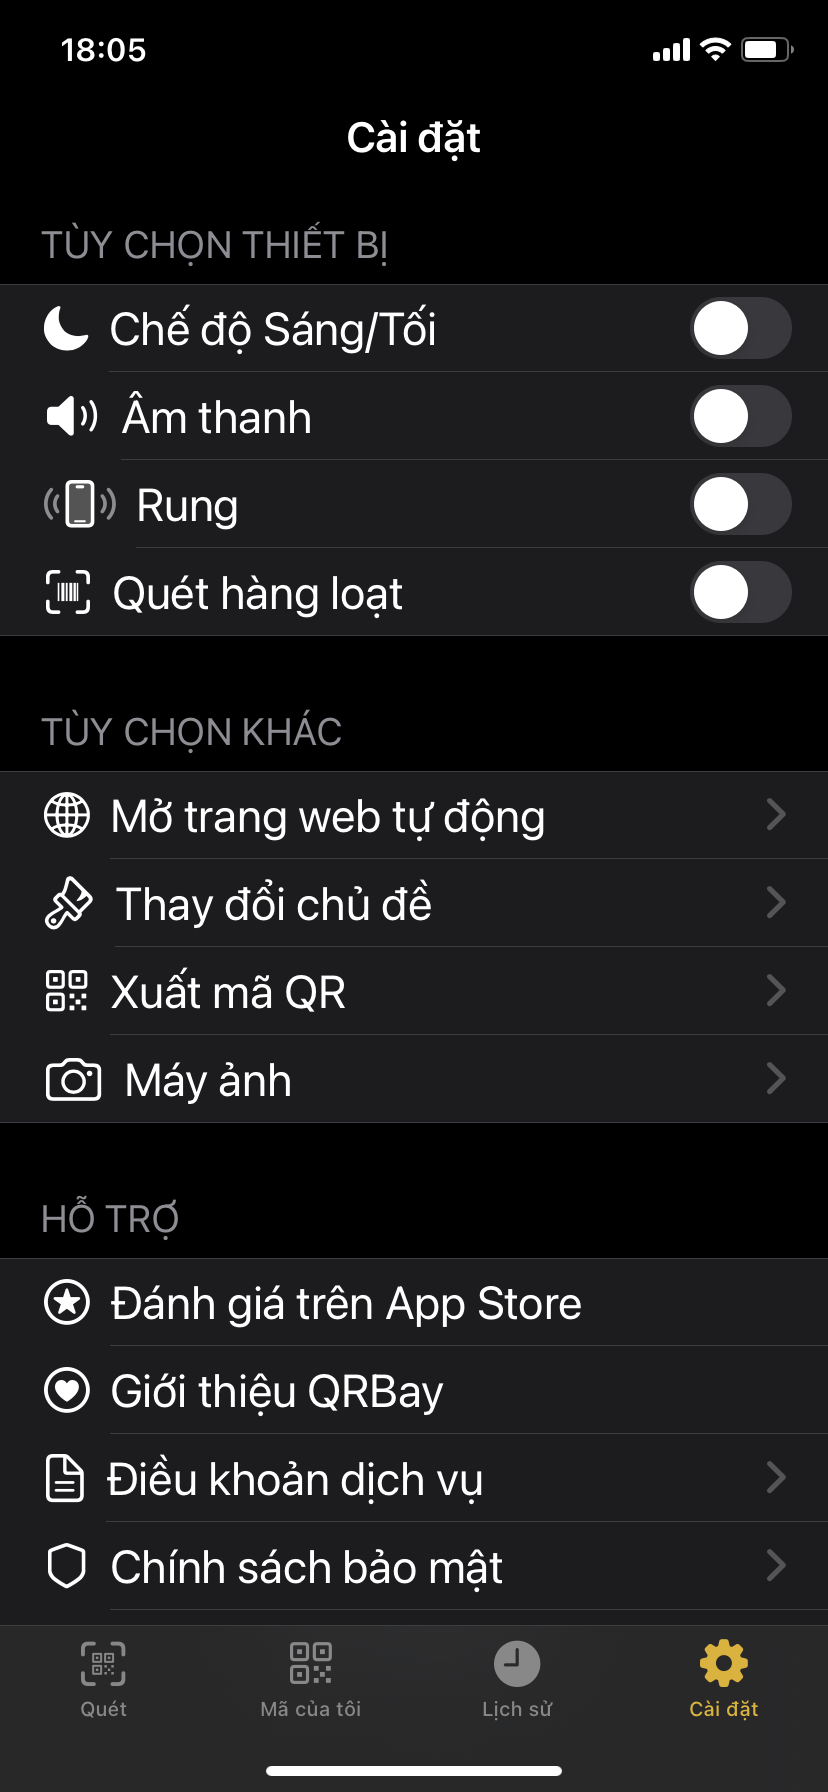 18:05
Cài đặt
TÙY CHỌN THIẾT BỊ
Chế độ Sáng/Tối
Âm thanh
Rung
Quét hàng loạt
TÙY CHỌN KHÁC
Mở trang web tự động
Thay đổi chủ đề
Xuất mã QR
Máy ảnh
HỖ TRỢ
Đánh giá trên App Store
Giới thiệu QRBay
Điều khoản dịch vụ
Chính sách bảo mật
Quét
Mã của tôi
Lịch sử
Cài đặt